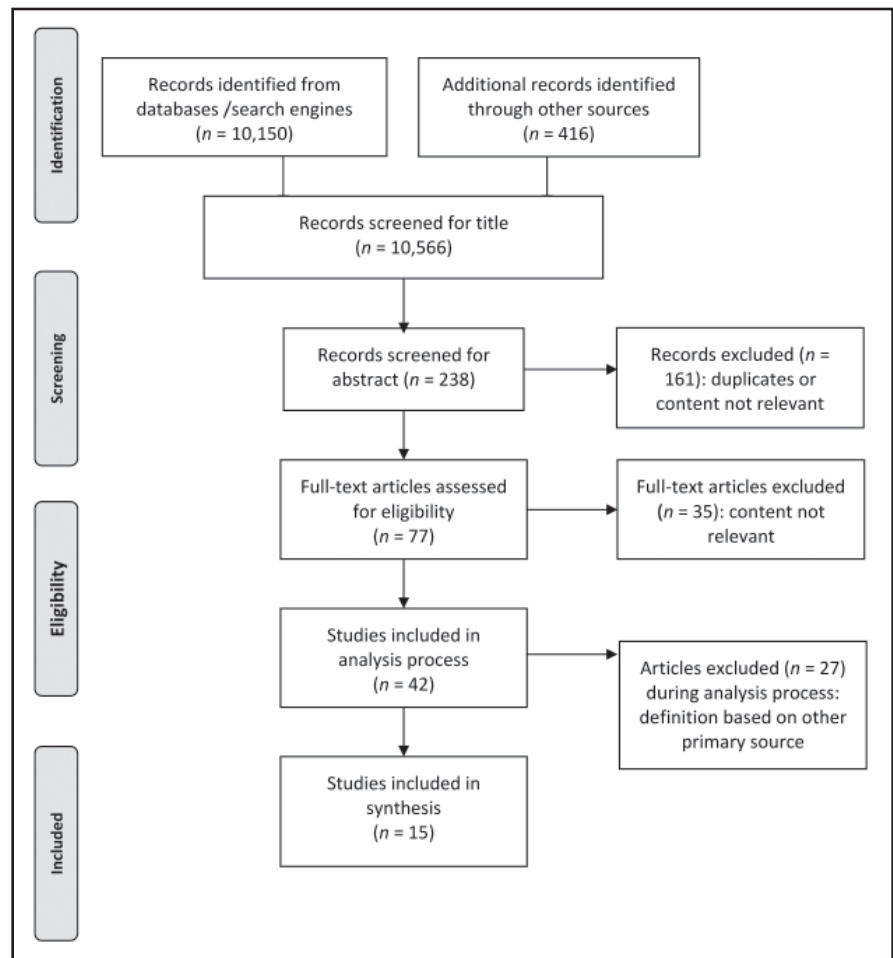 Identification
Records identified from
databases /search engines
(n = 10,150)
Additional records identified
through other sources
(n = 416)
Records screened for title
(n = 10,566)
Screening
Records screened for
abstract (n = 238)
Records excluded (n =
161): duplicates or
content not relevant
Eligibility
Full-text articles assessed
for eligibility
(n = 77)
Full-text articles excluded
(n = 35): content not
relevant
Studies included in
analysis process
(n = 42)
Articles excluded (n = 27)
during analysis process:
definition based on other
primary source
Included
Studies included in
synthesis
(n = 15)